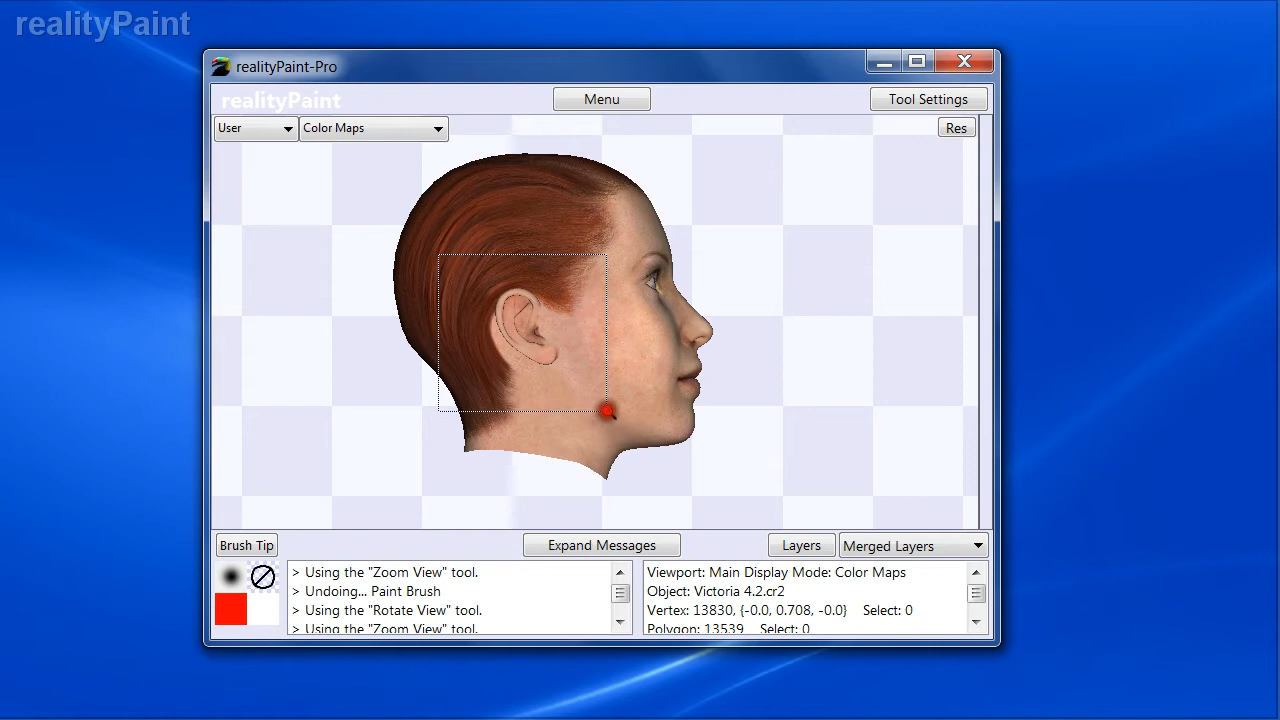 realityPaint
realityPaint-Pro
realityPaint
Menu
Tool Settings
User
Color Maps
Res
Brush Tip
Expand Messages
Layers
Merged Layers
> Using the "Zoom View" tool.
> Undoing... Paint Brush
> Using the "Rotate View" tool.
> Using the "Zoom View" tool.
Viewport: Main Display Mode: Color Maps
Object: Victoria 4.2.cr2
Vertex: 13830, {-0.0, 0.708, -0.0} Select: 0
Polygon: 13539 Select: 0